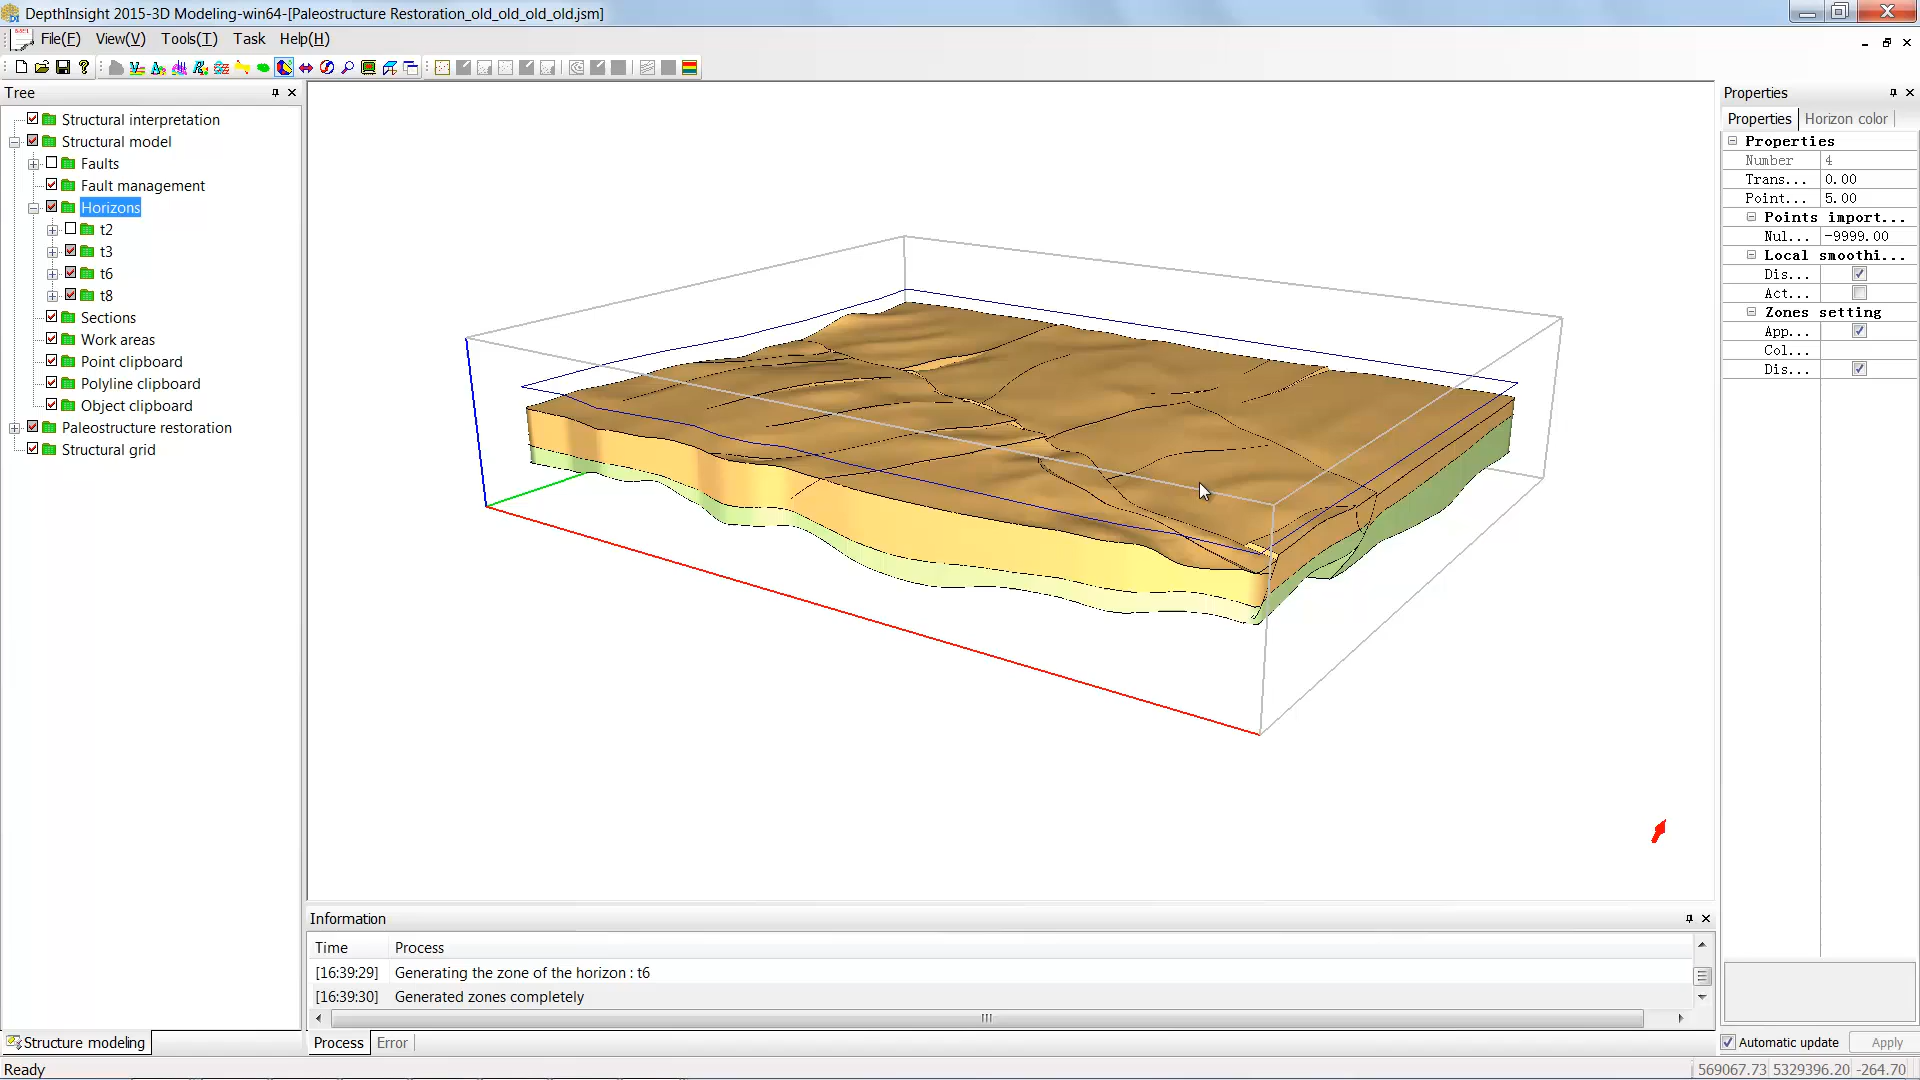 DepthInsight 2015-3D Modeling-win64-[Paleostructure Restoration_old_old_old_old.jsm]
File(F) View(V) Tools(T) Task Help(H)
Tree
Structural interpretation
Structural model
Faults
Fault management
Horizons
t2
t3
t6
t8
Sections
Work areas
Point clipboard
Polyline clipboard
Object clipboard
Paleostructure restoration
Structural grid
Structure modeling
Information
Time Process
[16:39:29] Generating the zone of the horizon : t6
[16:39:30] Generated zones completely
Process Error
Properties
Properties Horizon color
Properties
Number 4
Trans... 0.00
Point... 5.00
Points import...
Nul... -9999.00
Local smoothi...
Dis...
Act...
Zones setting
App...
Col...
Dis...
Automatic update Apply
Ready
569067.73 5329396.20 -264.70